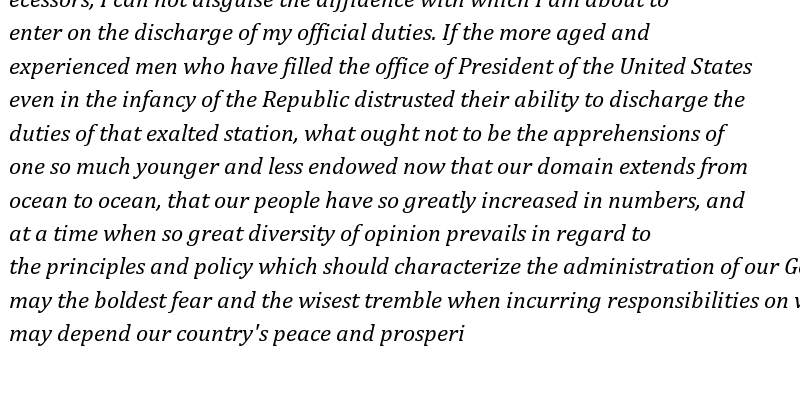 ecessors, I can not disguise the diffidence with which I am about to
enter on the discharge of my official duties. If the more aged and
experienced men who have filled the office of President of the United States
even in the infancy of the Republic distrusted their ability to discharge the
duties of that exalted station, what ought not to be the apprehensions of
one so much younger and less endowed now that our domain extends from
ocean to ocean, that our people have so greatly increased in numbers, and
at a time when so great diversity of opinion prevails in regard to
the principles and policy which should characterize the administration of our
may the boldest fear and the wisest tremble when incurring responsibilities on
may depend our country's peace and prosperi